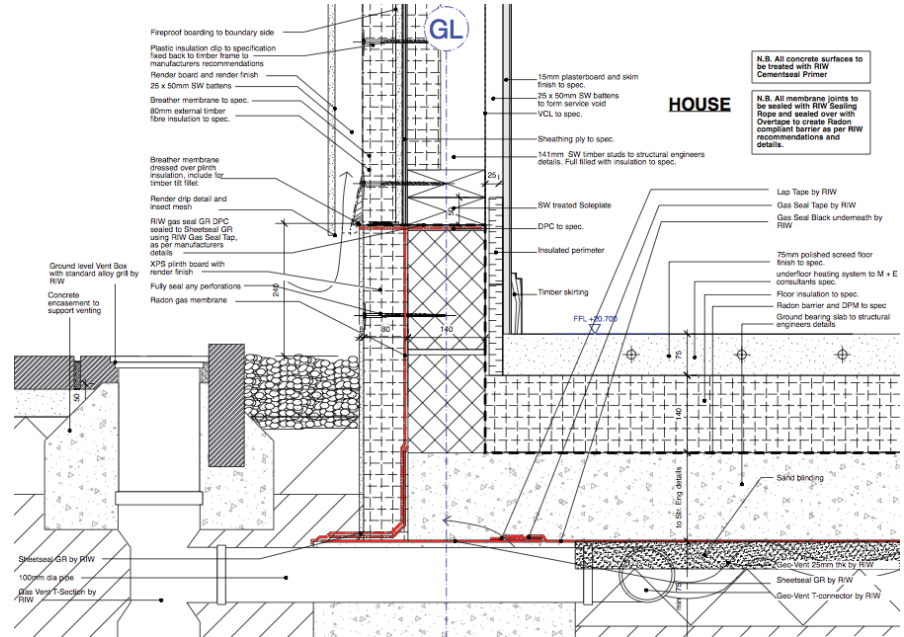 Fireproof boarding to boundary side
Plastic insulation clip to specification
fixed back to timber frame to
manufacturers recommendations
Render board and render finish
25 x 50mm SW battens
Breather membrane to spec.
80mm external timber
fibre insulation to spec.
Breather membrane
dressed over plinth
insulation, include for
timber tilt fillet
Render drip detail and
insect mesh
RIW gas seal GR DPC
sealed to Sheetseal GR
using RIW Gas Seal Tap,
as per manufacturers
details
XPS plinth board with
render finish
Fully seal any perforations
Radon gas membrane
Ground level Vent Box
with standard alloy grill by
RIW
Concrete
encasement to
support venting
240
50
8
80
140
GL
25
50
15mm plasterboard and skim
finish to spec.
25 x 50mm SW battens
to form service void
VCL to spec.
Sheathing ply to spec.
141mm SW timber studs to structural engineers
details. Full filled with insulation to spec.
SW treated Soleplate
DPC to spec.
Insulated perimeter
Timber skirting
HOUSE
N.B. All concrete surfaces to
be treated with RIW
Cementseal Primer
N.B. All membrane joints to
be sealed with RIW Sealing
Rope and sealed over with
Overtape to create Radon
compliant barrier as per RIW
recommendations and
details.
Lap Tape by RIW
Gas Seal Tape by RIW
Gas Seal Black underneath by
RIW
75mm polished screed floor
finish to spec.
underfloor heating system to M + E
consultants spec.
Floor insulation to spec.
Radon barrier and DPM to spec
Ground bearing slab to structural
engineers details
FFL +20.700
75
140
to Str. Eng details
min 75
Sand blinding
Geo-Vent 25mm thk by RIW
Sheetseal GR by RIW
Geo-Vent T-connector by RIW
Sheetseal GR by RIW
100mm dia pipe
Gas Vent T-Section by
RIW